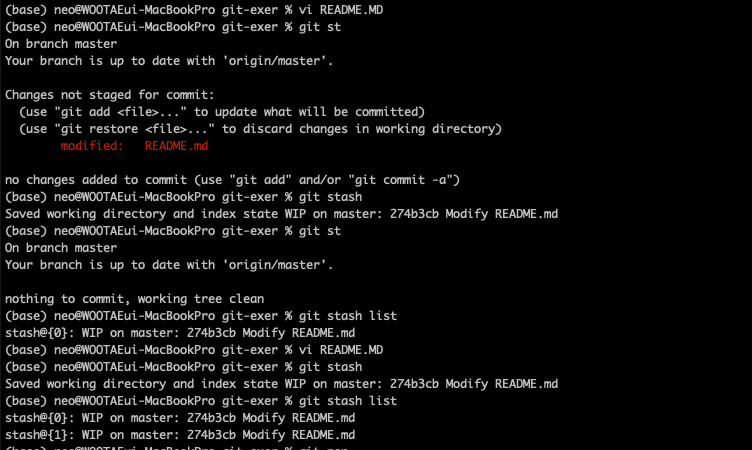 (base) neo@WOOTAEui-MacBookPro git-exer % vi README.MD
(base) neo@WOOTAEui-MacBookPro git-exer % git st
On branch master
Your branch is up to date with 'origin/master'.
Changes not staged for commit:
(use "git add <file>..." to update what will be committed)
(use "git restore <file>..." to discard changes in working directory)
modified: README.md
no changes added to commit (use "git add" and/or "git commit -a")
(base) neo@WOOTAEui-MacBookPro git-exer % git stash
Saved working directory and index state WIP on master: 274b3cb Modify README.md
(base) neo@WOOTAEui-MacBookPro git-exer % git st
On branch master
Your branch is up to date with 'origin/master'.
nothing to commit, working tree clean
(base) neo@WOOTAEui-MacBookPro git-exer % git stash list
stash@{0}: WIP on master: 274b3cb Modify README.md
(base) neo@WOOTAEui-MacBookPro git-exer % vi README.MD
(base) neo@WOOTAEui-MacBookPro git-exer % git stash
Saved working directory and index state WIP on master: 274b3cb Modify README.md
(base) neo@WOOTAEui-MacBookPro git-exer % git stash list
stash@{0}: WIP on master: 274b3cb Modify README.md
stash@{1}: WIP on master: 274b3cb Modify README.md
(base) neo@WOOTAEui-MacBookPro git-exer % git